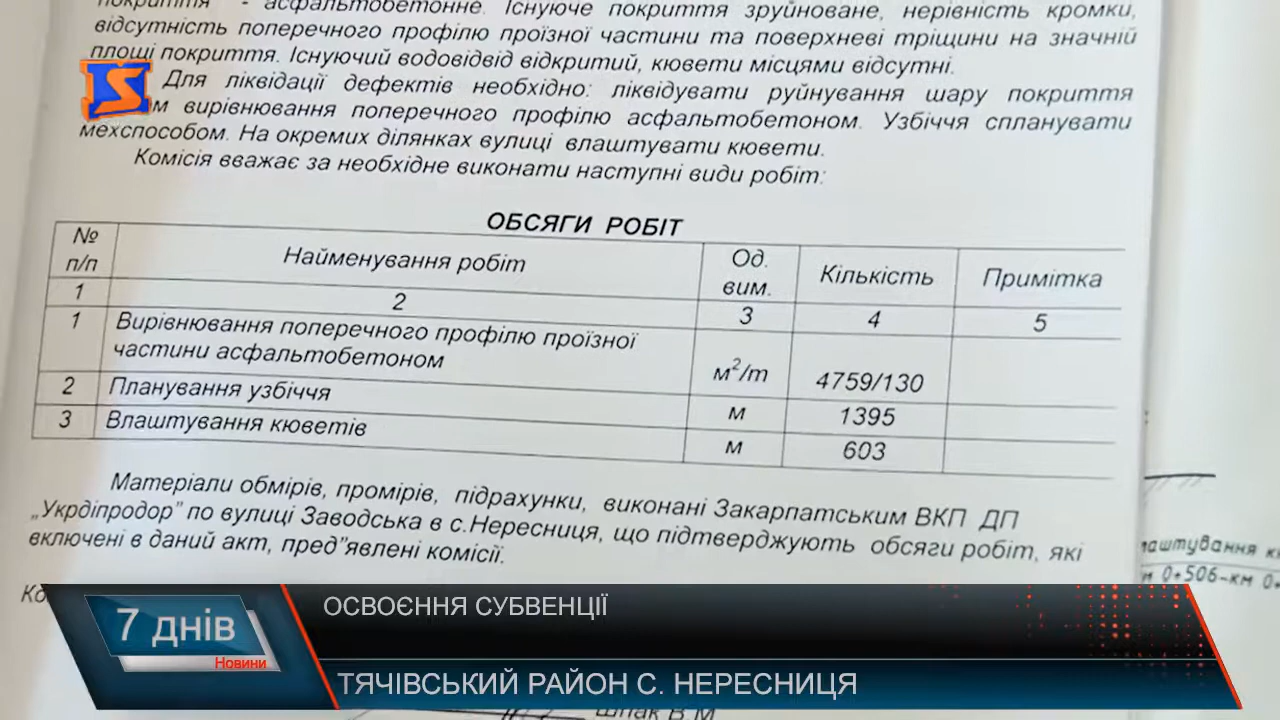 покриття - асфальтобетонне. Існуюче покриття зруйноване, нерівність кромки,
відсутність поперечного профілю проїзної частини та поверхневі тріщини на значній
площі покриття. Існуючий водовідвід відкритий, кювети місцями відсутні.
Для ліквідації дефектів необхідно: ліквідувати руйнування шару покриття
вирівнювання поперечного профілю асфальтобетоном. Узбіччя спланувати
мехспособом. На окремих ділянках вулиці влаштувати кювети.
Комісія вважає за необхідне виконати наступні види робіт:
ОБСЯГИ РОБІТ
№ п/п Найменування робіт Од. вим. Кількість Примітка
1 2 3 4 5
1 Вирівнювання поперечного профілю проїзної
частини асфальтобетоном м²/т 4759/130
2 Планування узбіччя м 1395
3 Влаштування кюветів м 603
Матеріали обмірів, промірів, підрахунки, виконані Закарпатським ВКП ДП
„Укрдіпродор" по вулиці Заводська в с.Нересниця, що підтверджують обсяги робіт, які
включені в даний акт, пред"явлені комісії.
0+506-км
7 днів
Новини
ОСВОЄННЯ СУБВЕНЦІЇ
ТЯЧІВСЬКИЙ РАЙОН С. НЕРЕСНИЦЯ